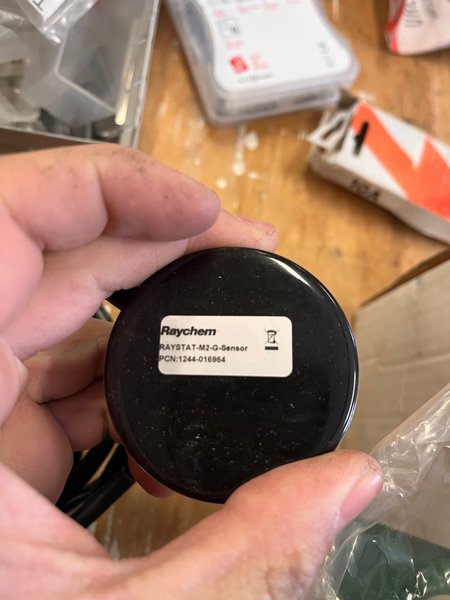 Raychem
RAYSTAT-M2-G-Sensor
PCN:1244-016964